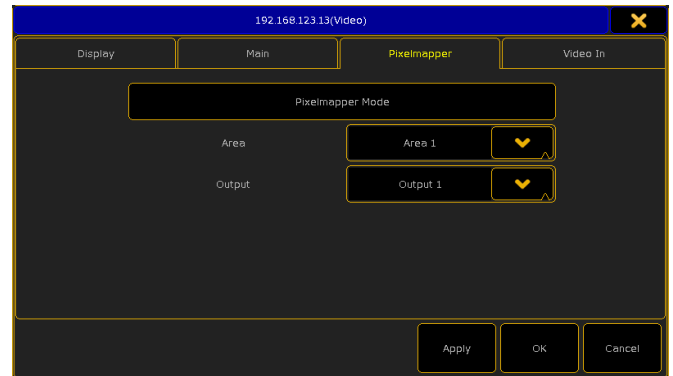 192.168.123.13(Video)
Display Main Pixelmapper Video In
Pixelmapper Mode
Area Area 1
Output Output 1
Apply OK Cancel